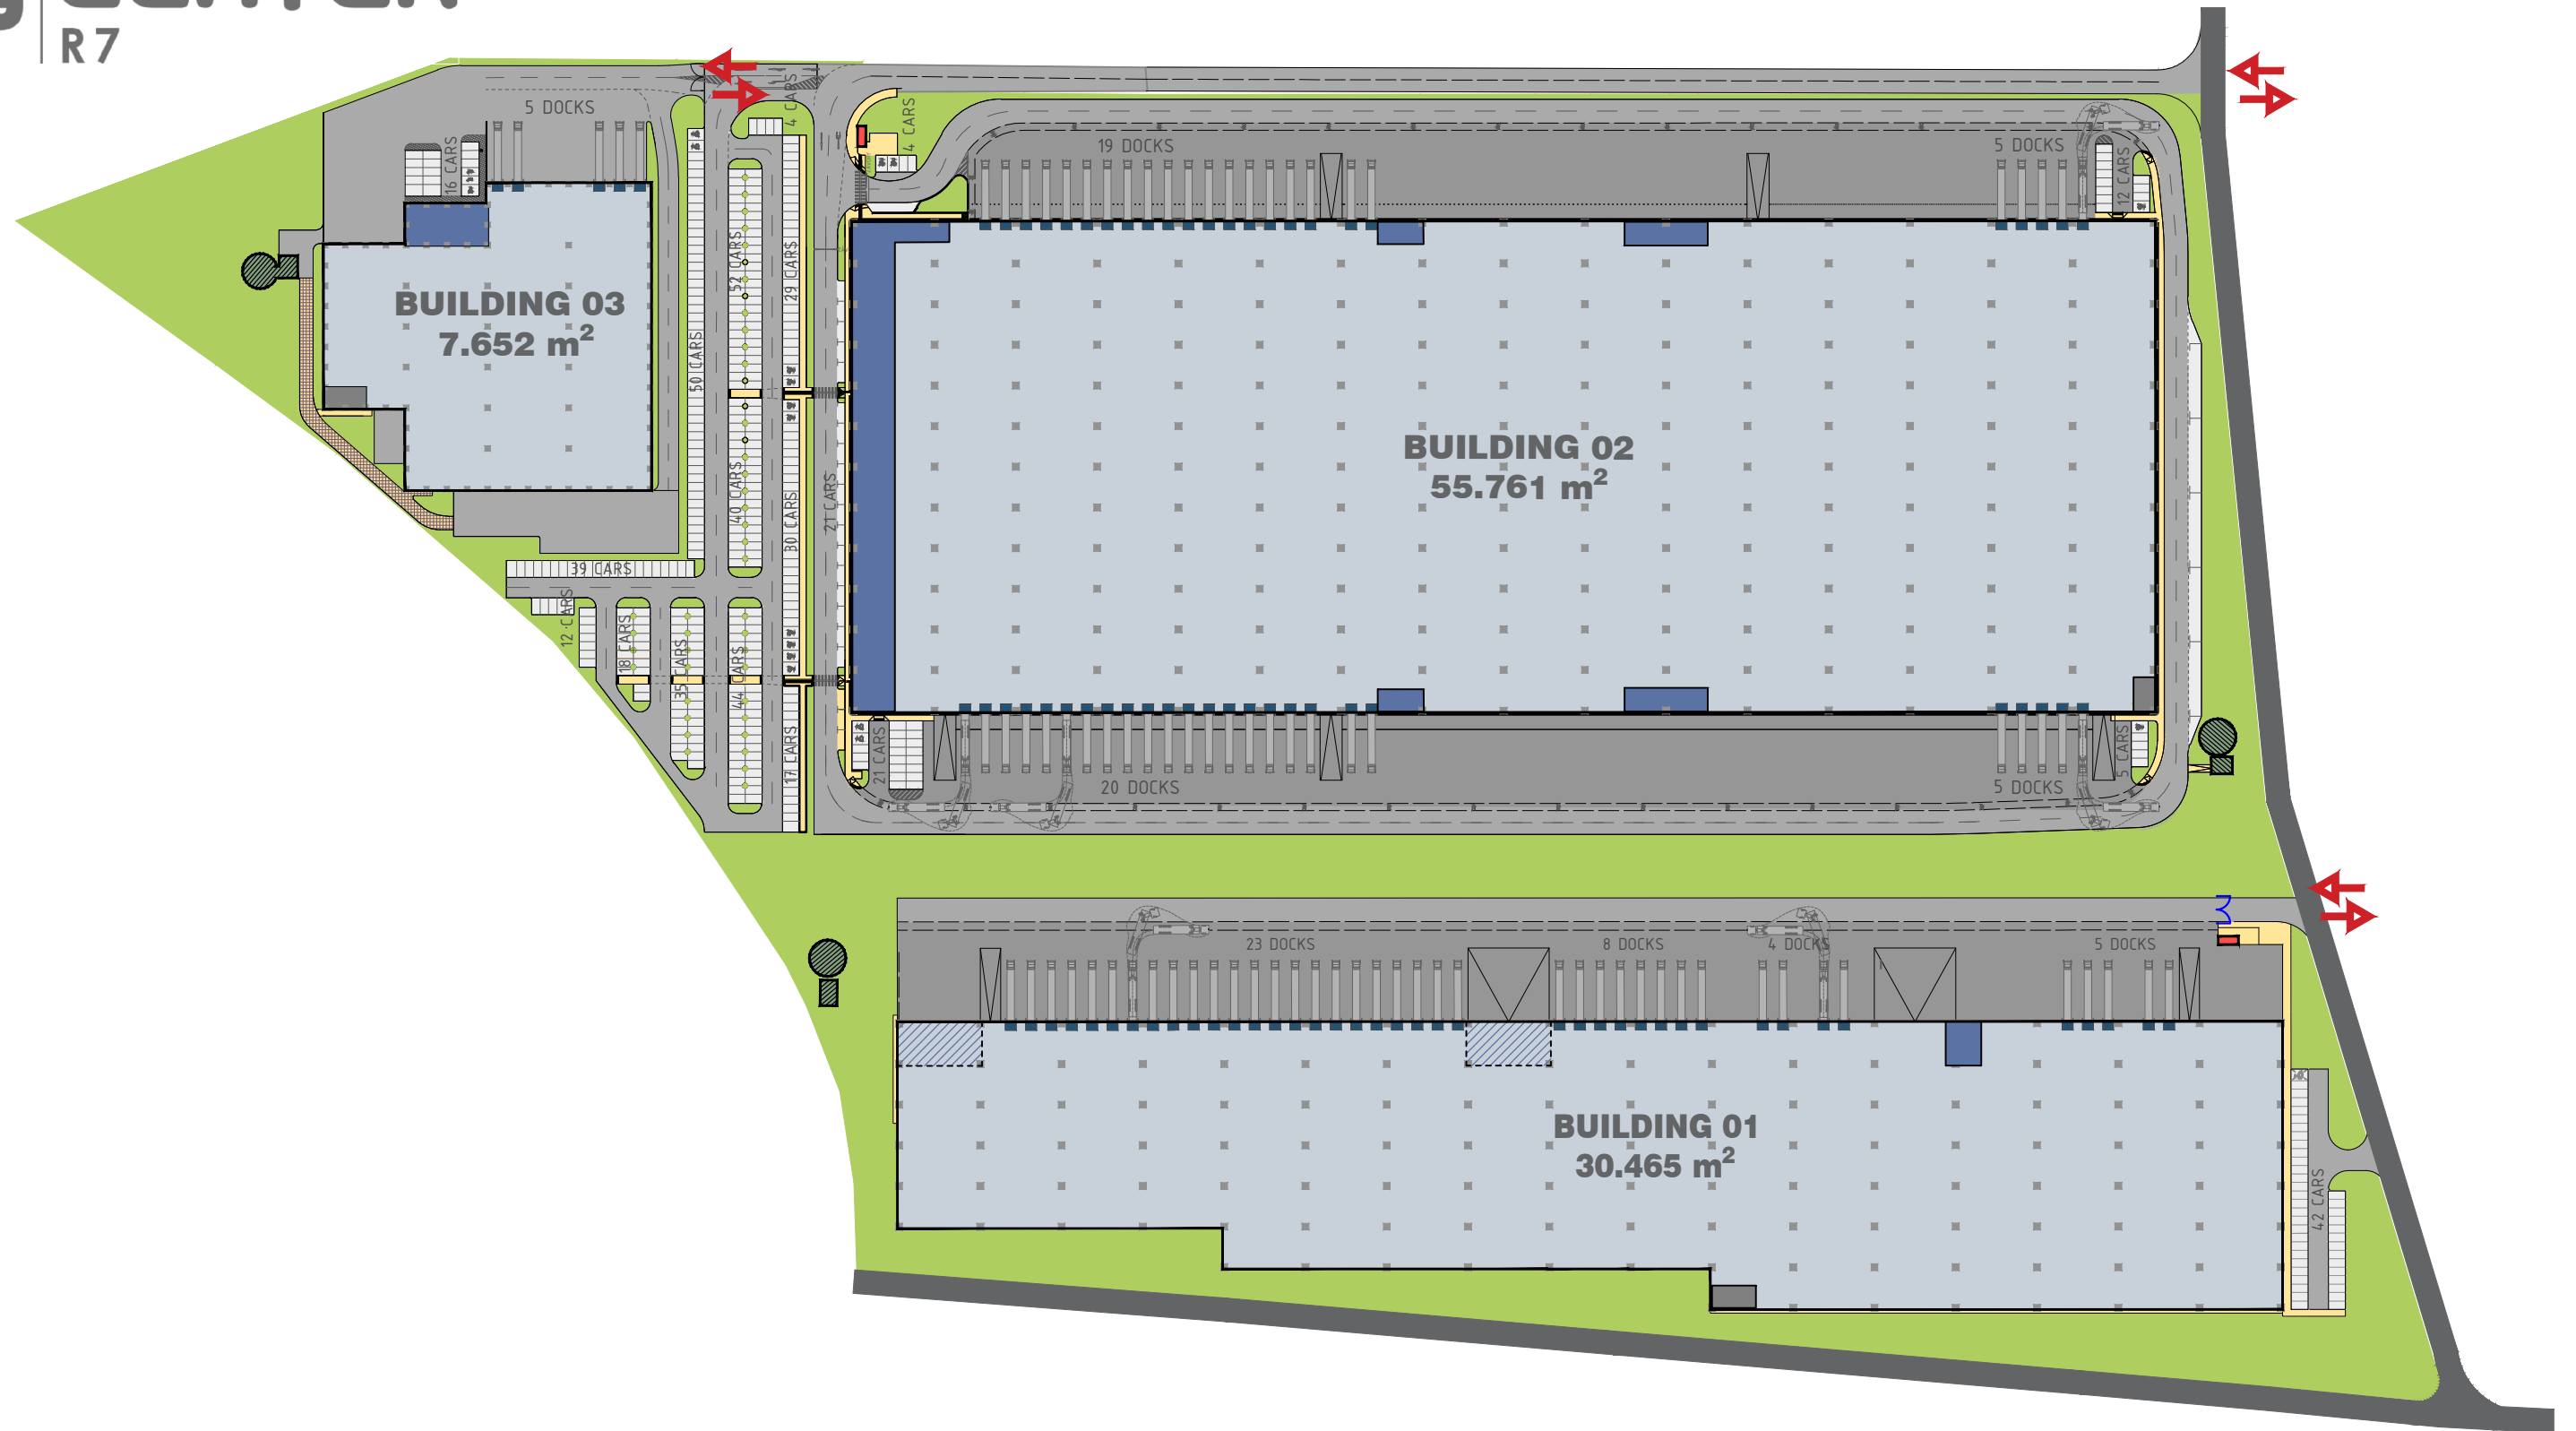 CENTER
R7
5 DOCKS
4 CARS
4 CARS
19 DOCKS
5 DOCKS
16 CARS
12 CARS
52 CARS
29 CARS
BUILDING 03
7.652 m²
50 CARS
BUILDING 02
55.761 m²
40 CARS
30 CARS
21 CARS
39 CARS
12 CARS
18 CARS
35 CARS
44 CARS
17 CARS
21 CARS
20 DOCKS
5 DOCKS
5 CARS
23 DOCKS
8 DOCKS
4 DOCKS
5 DOCKS
BUILDING 01
30.465 m²
42 CARS